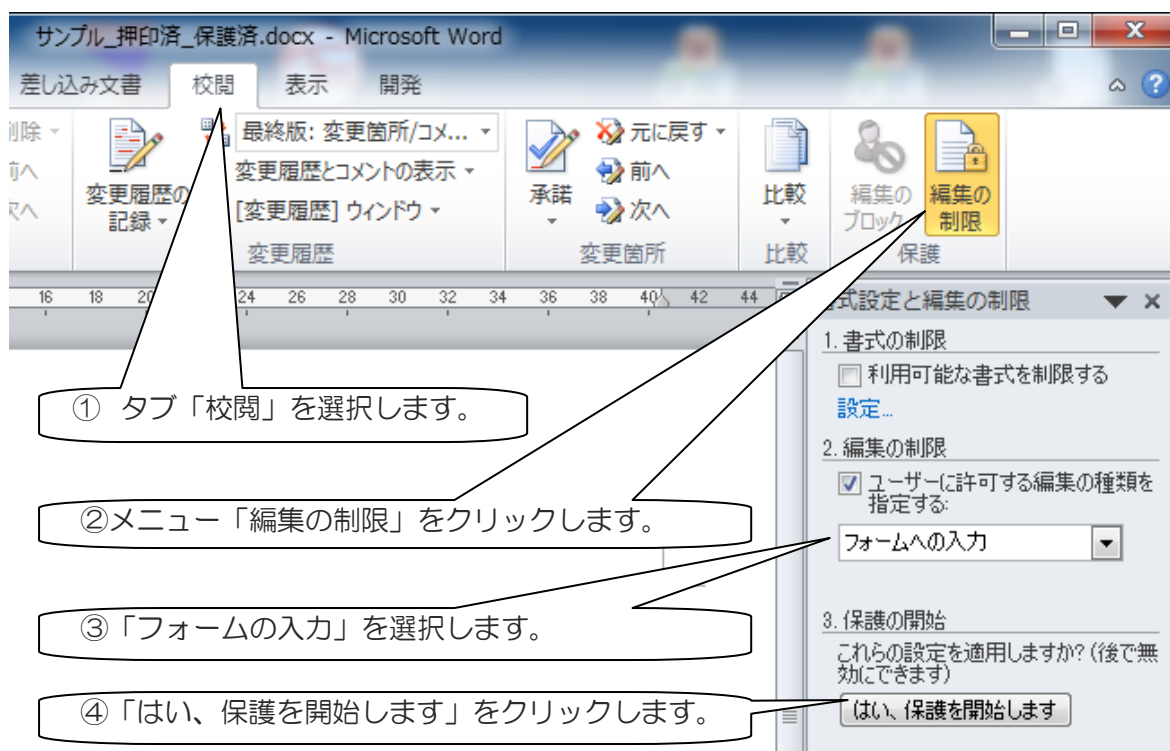 サンプル_押印済_保護済.docx - Microsoft Word
差し込み文書 校閲 表示 開発
削除
前へ
次へ
変更履歴の
記録
最終版: 変更箇所/コメ...
変更履歴とコメントの表示
[変更履歴] ウィンドウ
変更履歴
承諾
元に戻す
前へ
次へ
変更箇所
比較
比較
編集の
ブロック
編集の
制限
保護
16 18 20 24 26 28 30 32 34 36 38 40 42 44
書式設定と編集の制限
1. 書式の制限
利用可能な書式を制限する
設定...
2. 編集の制限
ユーザーに許可する編集の種類を
指定する:
フォームへの入力
3. 保護の開始
これらの設定を適用しますか? (後で無
効にできます)
はい、保護を開始します
① タブ「校閲」を選択します。
②メニュー「編集の制限」をクリックします。
③「フォームの入力」を選択します。
④「はい、保護を開始します」をクリックします。